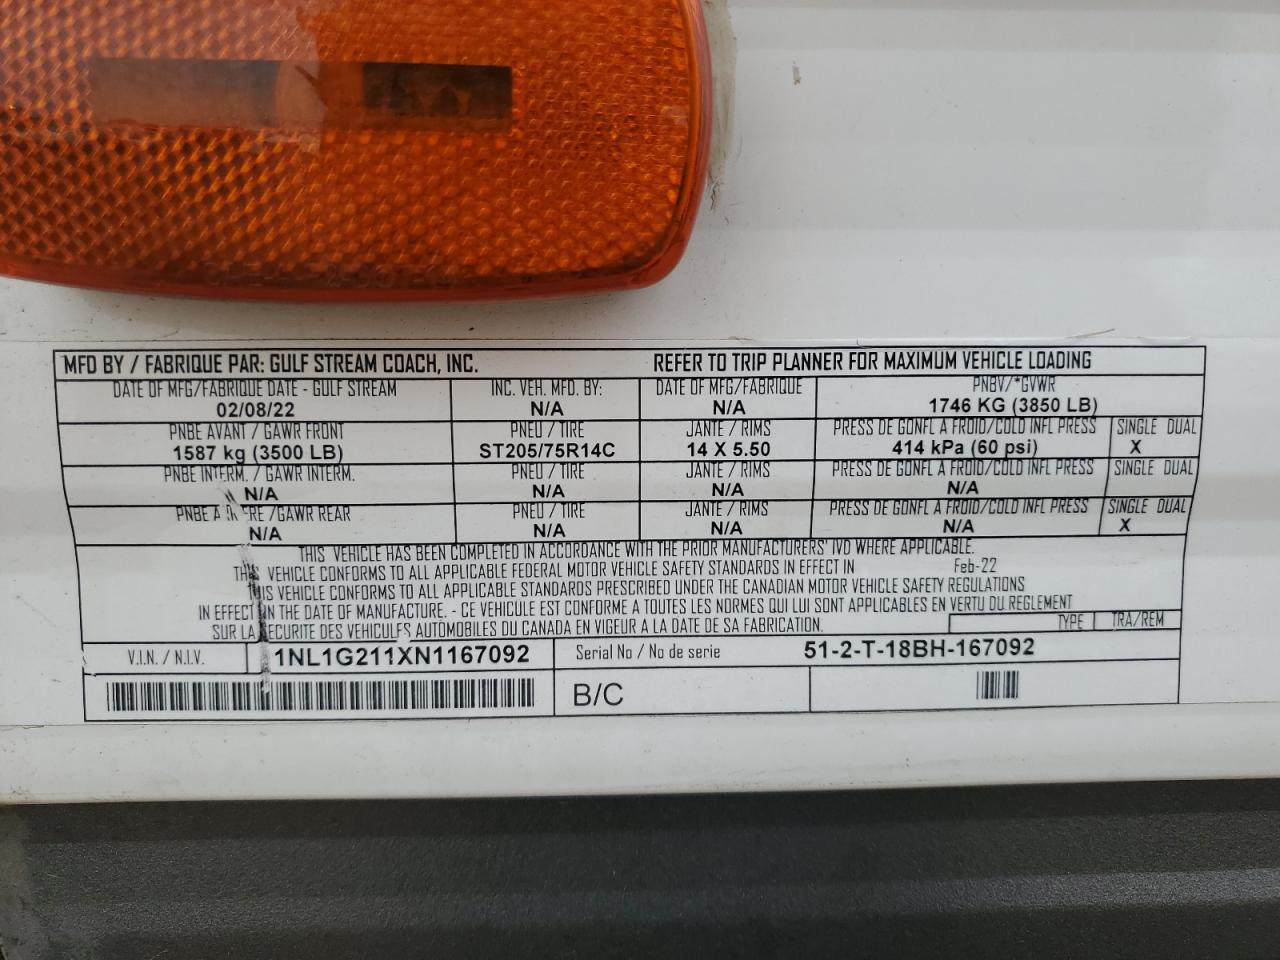 MFD BY / FABRIQUE PAR: GULF STREAM COACH, INC. REFER TO TRIP PLANNER FOR MAXIMUM VEHICLE LOADING
DATE OF MFG/FABRIQUE DATE - GULF STREAM INC. VEH. MFD. BY: DATE OF MFG/FABRIQUE PNBV/*GVWR
02/08/22 N/A N/A 1746 KG (3850 LB)
PNBE AVANT / GAWR FRONT PNEU / TIRE JANTE / RIMS PRESS DE GONFL A FROID/COLD INFL PRESS SINGLE DUAL
1587 kg (3500 LB) ST205/75R14C 14 X 5.50 414 kPa (60 psi) X
PNBE INTERM. / GAWR INTERM. PNEU / TIRE JANTE / RIMS PRESS DE GONFL A FROID/COLD INFL PRESS SINGLE DUAL
N/A N/A N/A N/A
PNBE /GAWR REAR PNEU / TIRE JANTE / RIMS PRESS DE GONFL A FROID/COLD INFL PRESS SINGLE DUAL
N/A N/A N/A N/A X
THIS VEHICLE HAS BEEN COMPLETED IN ACCORDANCE WITH THE PRIOR MANUFACTURERS' IVD WHERE APPLICABLE.
THIS VEHICLE CONFORMS TO ALL APPLICABLE FEDERAL MOTOR VEHICLE SAFETY STANDARDS IN EFFECT IN Feb-22
THIS VEHICLE CONFORMS TO ALL APPLICABLE STANDARDS PRESCRIBED UNDER THE CANADIAN MOTOR VEHICLE SAFETY REGULATIONS
IN EFFECT IN THE DATE OF MANUFACTURE. - CE VEHICULE EST CONFORME A TOUTES LES NORMES QUI LUI SONT APPLICABLES EN VERTU DU REGLEMENT
SUR LA SECURITE DES VEHICULES AUTOMOBILES DU CANADA EN VIGEUR A LA DATE DE SA FABRICATION. TYPE TRA/REM
V.I.N. / N.I.V. 1NL1G211XN1167092 Serial No / No de serie 51-2-T-18BH-167092
B/C